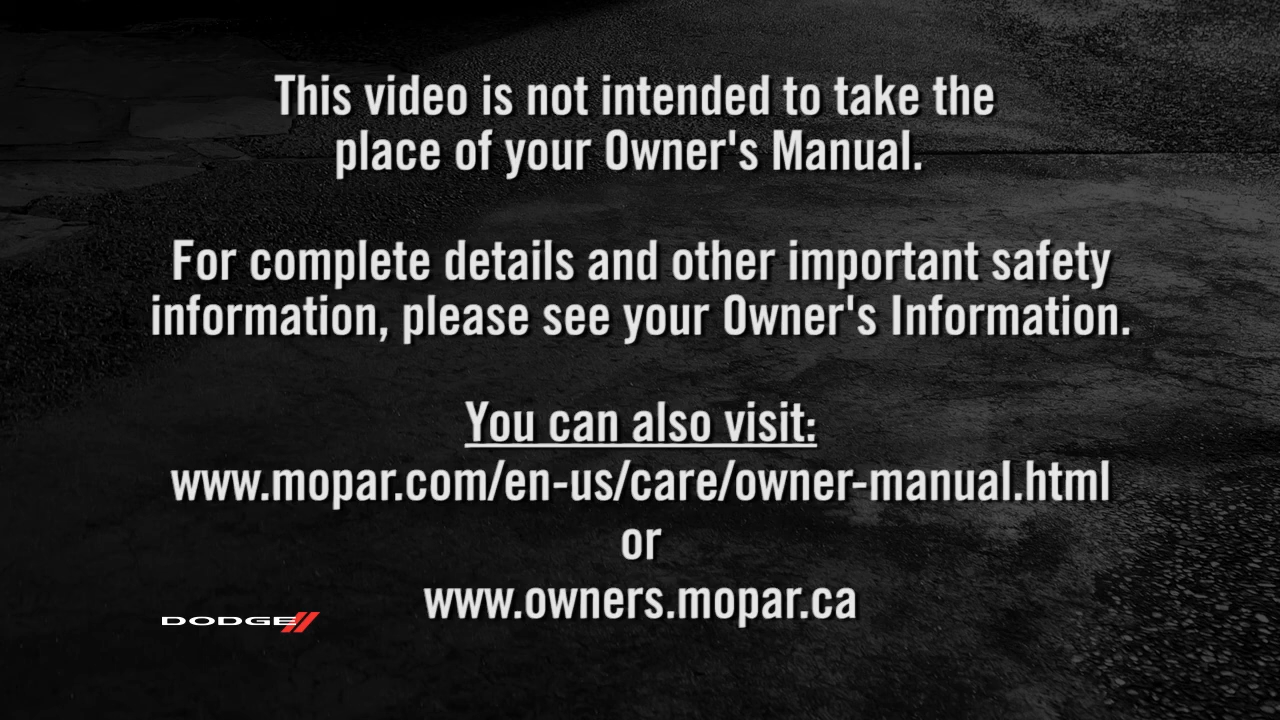 This video is not intended to take the
place of your Owner's Manual.
For complete details and other important safety
information, please see your Owner's Information.
You can also visit:
www.mopar.com/en-us/care/owner-manual.html
or
www.owners.mopar.ca
DODGE